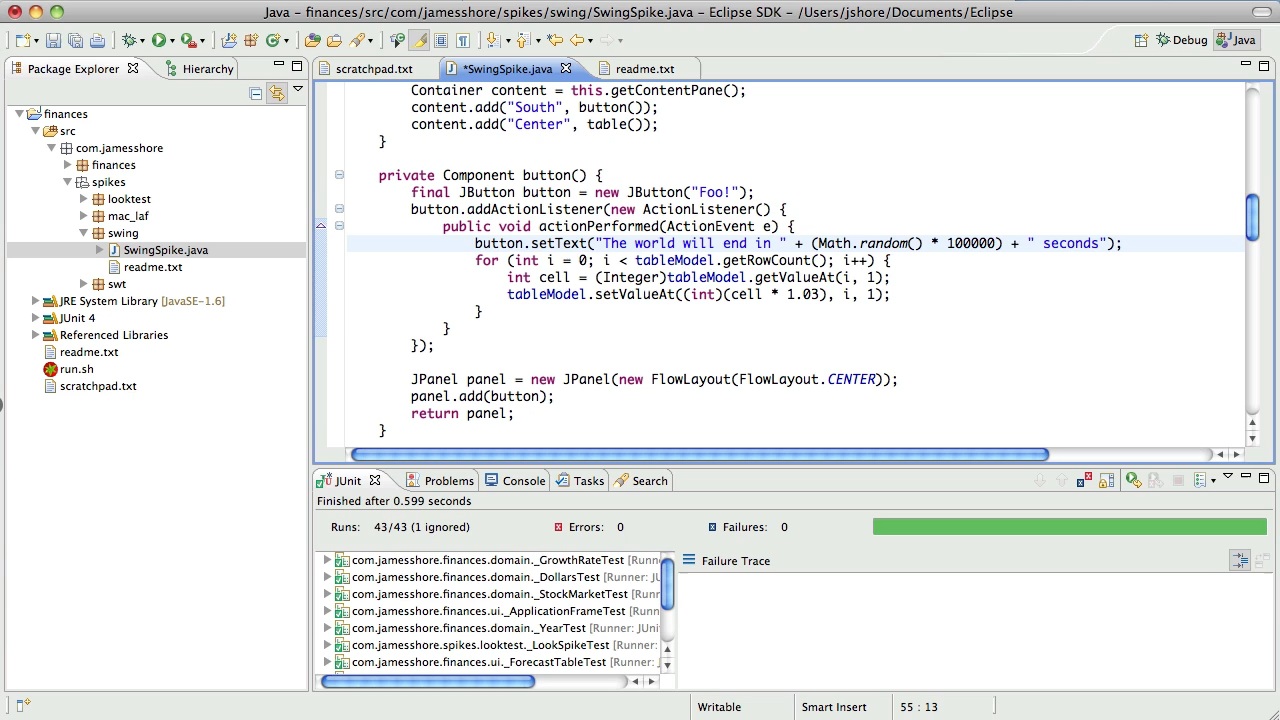 Java – finances/src/com/jamesshore/spikes/swing/SwingSpike.java – Eclipse SDK – /Users/jshore/Documents/Eclipse
Debug
Java
Package Explorer
Hierarchy
scratchpad.txt
*SwingSpike.java
readme.txt
finances
src
com.jamesshore
finances
spikes
looktest
mac_laf
swing
SwingSpike.java
readme.txt
swt
JRE System Library [JavaSE-1.6]
JUnit 4
Referenced Libraries
readme.txt
run.sh
scratchpad.txt
Container content = this.getContentPane();
content.add("South", button());
content.add("Center", table());
}
private Component button() {
final JButton button = new JButton("Foo!");
button.addActionListener(new ActionListener() {
public void actionPerformed(ActionEvent e) {
button.setText("The world will end in " + (Math.random() * 100000) + " seconds");
for (int i = 0; i < tableModel.getRowCount(); i++) {
int cell = (Integer)tableModel.getValueAt(i, 1);
tableModel.setValueAt((int)(cell * 1.03), i, 1);
}
}
});
JPanel panel = new JPanel(new FlowLayout(FlowLayout.CENTER));
panel.add(button);
return panel;
}
JUnit
Problems
Console
Tasks
Search
Finished after 0.599 seconds
Runs: 43/43 (1 ignored)
Errors: 0
Failures: 0
com.jamesshore.finances.domain._GrowthRateTest [Runne
com.jamesshore.finances.domain._DollarsTest [Runner: JU
com.jamesshore.finances.domain._StockMarketTest [Runne
com.jamesshore.finances.ui._ApplicationFrameTest [Runn
com.jamesshore.finances.domain._YearTest [Runner: JUni
com.jamesshore.spikes.looktest._LookSpikeTest [Runner:
com.jamesshore.finances.ui._ForecastTableTest [Runner:
Failure Trace
Writable
Smart Insert
55 : 13